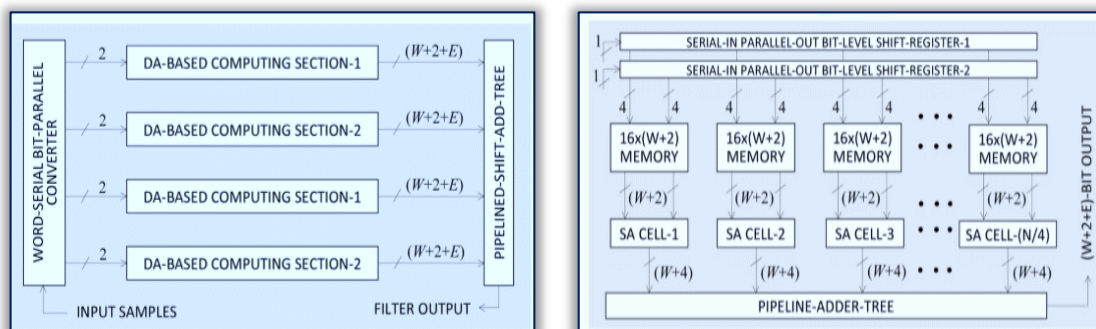 WORD-SERIAL BIT-PARALLEL
CONVERTER
2
DA-BASED COMPUTING SECTION-1
(W+2+E)
2
DA-BASED COMPUTING SECTION-2
(W+2+E)
2
DA-BASED COMPUTING SECTION-1
(W+2+E)
2
DA-BASED COMPUTING SECTION-2
(W+2+E)
PIPELINED-SHIFT-ADD-TREE
INPUT SAMPLES
FILTER OUTPUT
1
SERIAL-IN PARALLEL-OUT BIT-LEVEL SHIFT-REGISTER-1
1
SERIAL-IN PARALLEL-OUT BIT-LEVEL SHIFT-REGISTER-2
4 4 4 4 4 4 4 4
16x(W+2) 16x(W+2) 16x(W+2) 16x(W+2)
MEMORY MEMORY MEMORY MEMORY
(W+2) (W+2) (W+2) (W+2)
SA CELL-1 SA CELL-2 SA CELL-3 SA CELL-(N/4)
(W+4) (W+4) (W+4) (W+4)
PIPELINE-ADDER-TREE
(W+2+E)-BIT OUTPUT